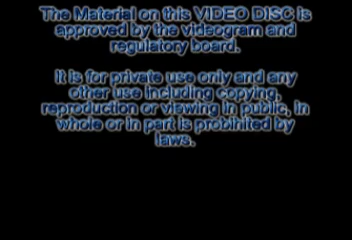 The Material on this VIDEO DISC is
approved by the videogram and
regulatory board.
It is for private use only and any
other use including copying,
reproduction or viewing in public, in
whole or in part is probinited by
laws.